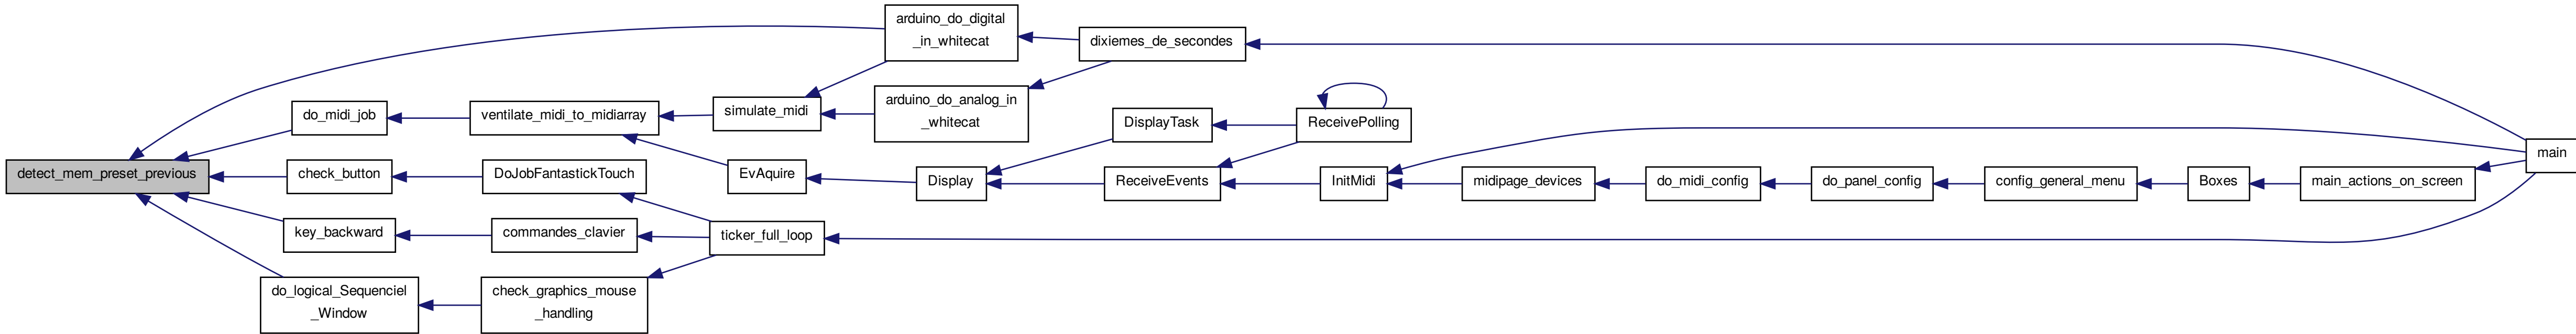 detect_mem_preset_previous
arduino_do_digital
_in_whitecat
dixiemes_de_secondes
main
do_midi_job
ventilate_midi_to_midiarray
simulate_midi
arduino_do_analog_in
_whitecat
EvAquire
Display
DisplayTask
ReceivePolling
ReceiveEvents
InitMidi
midipage_devices
do_midi_config
do_panel_config
config_general_menu
Boxes
main_actions_on_screen
check_button
DoJobFantastickTouch
ticker_full_loop
key_backward
commandes_clavier
do_logical_Sequenciel
_Window
check_graphics_mouse
_handling